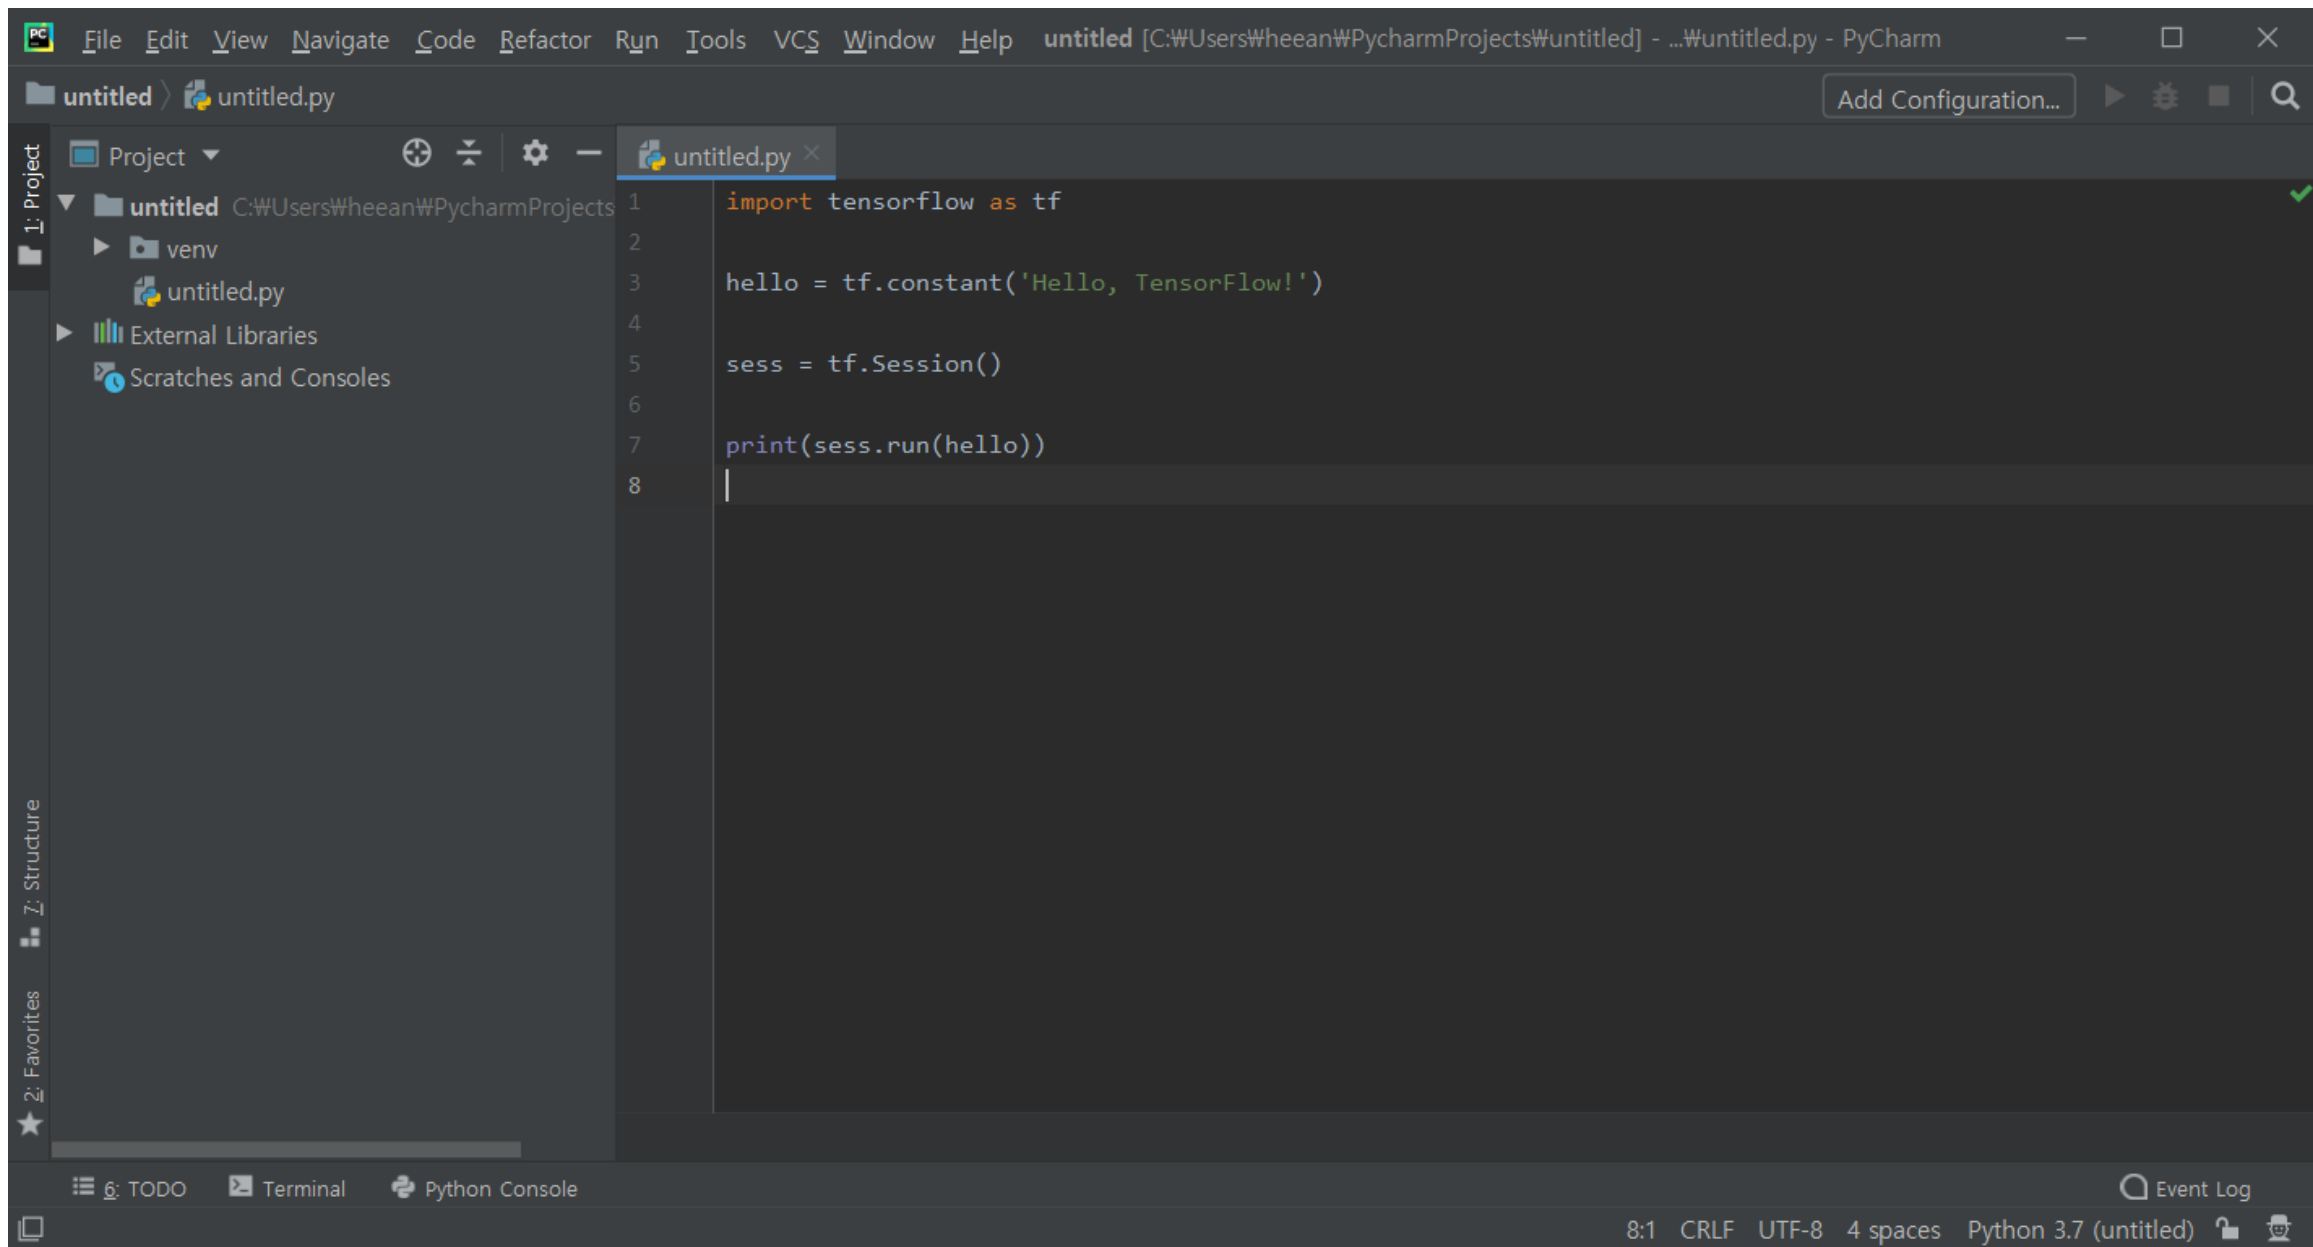 PC File Edit View Navigate Code Refactor Run Tools VCS Window Help untitled [C:₩Users₩heean₩PycharmProjects₩untitled] - ...₩untitled.py - PyCharm
untitled untitled.py Add Configuration...
1: Project
Project
untitled C:₩Users₩heean₩PycharmProjects
venv
untitled.py
External Libraries
Scratches and Consoles
untitled.py
1 import tensorflow as tf
2
3 hello = tf.constant('Hello, TensorFlow!')
4
5 sess = tf.Session()
6
7 print(sess.run(hello))
8
7: Structure
2: Favorites
6: TODO Terminal Python Console Event Log
8:1 CRLF UTF-8 4 spaces Python 3.7 (untitled)